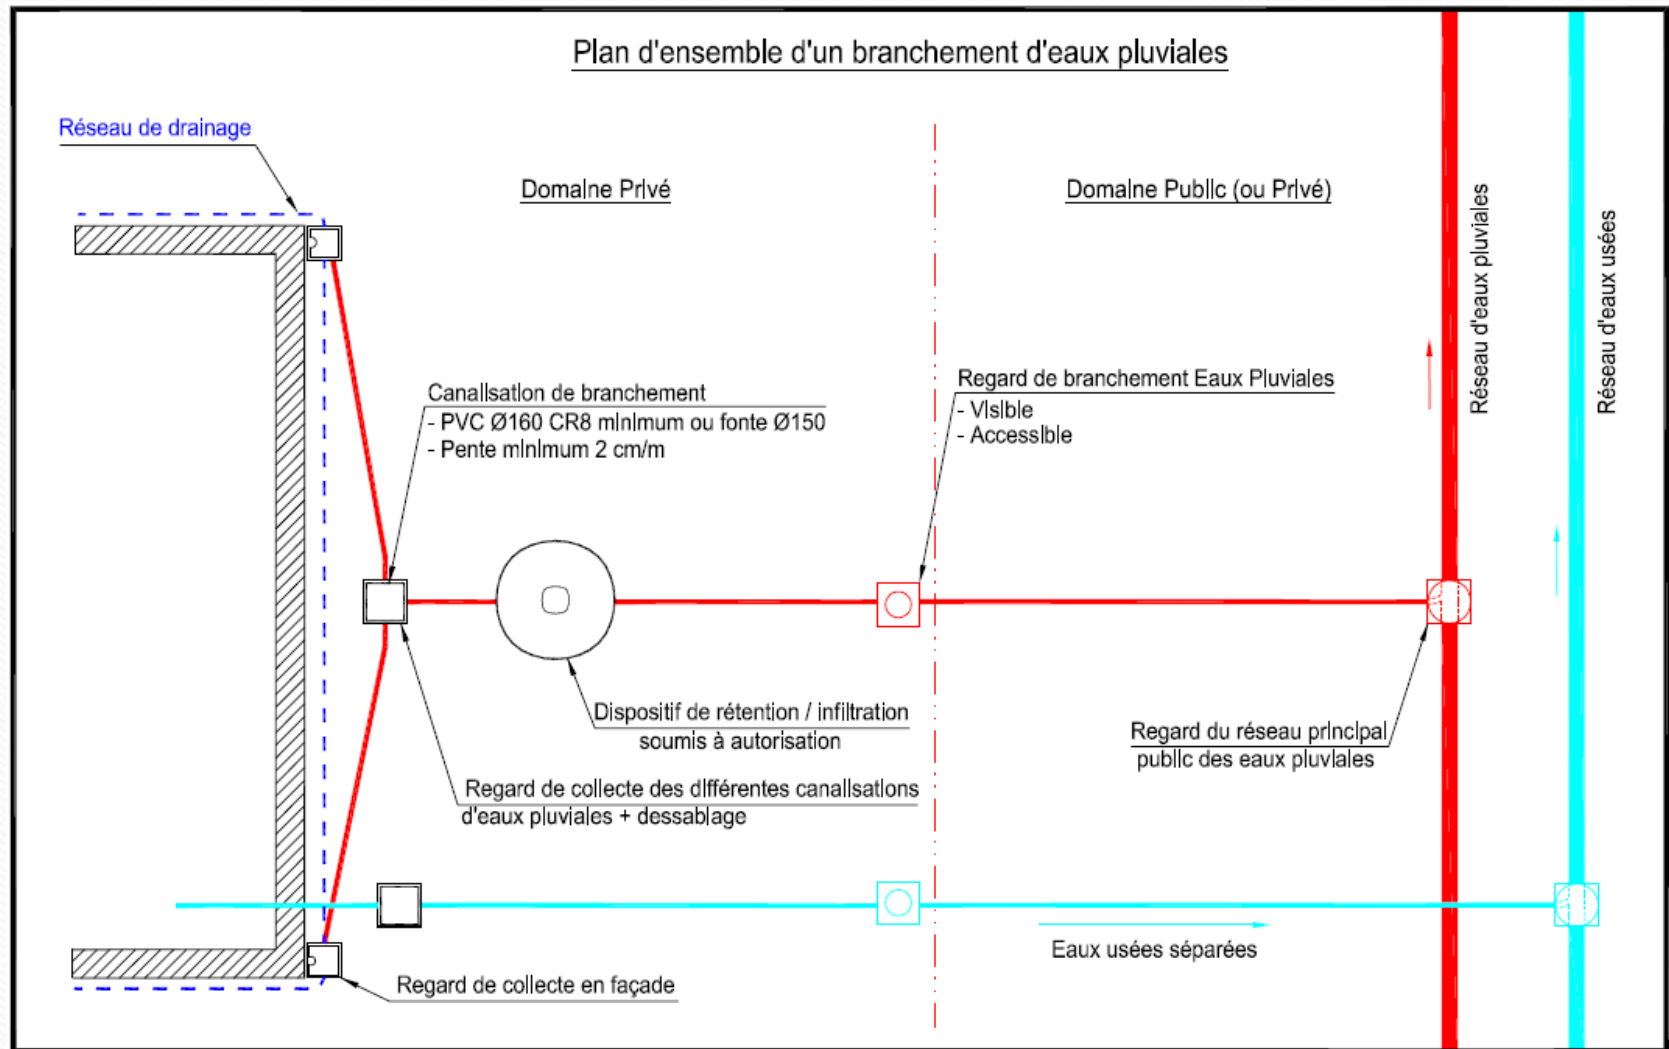 Plan d'ensemble d'un branchement d'eaux pluviales
Réseau de drainage
Domaine Privé
Domaine Public (ou Privé)
Réseau d'eaux pluviales
Réseau d'eaux usées
Canalisation de branchement
- PVC Ø160 CR8 minimum ou fonte Ø150
- Pente minimum 2 cm/m
Regard de branchement Eaux Pluviales
- Visible
- Accessible
Dispositif de rétention / infiltration
soumis à autorisation
Regard du réseau principal
public des eaux pluviales
Regard de collecte des différentes canalisations
d'eaux pluviales + dessablage
Eaux usées séparées
Regard de collecte en façade